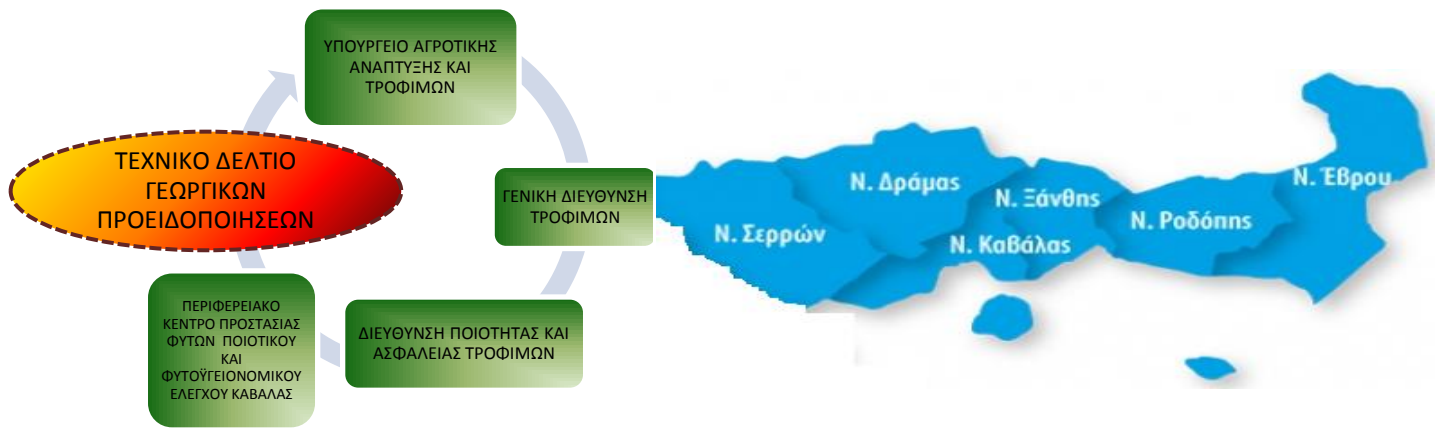 ΥΠΟΥΡΓΕΙΟ ΑΓΡΟΤΙΚΗΣ
ΑΝΑΠΤΥΞΗΣ ΚΑΙ
ΤΡΟΦΙΜΩΝ
ΓΕΝΙΚΗ ΔΙΕΥΘΥΝΣΗ
ΤΡΟΦΙΜΩΝ
ΔΙΕΥΘΥΝΣΗ ΠΟΙΟΤΗΤΑΣ ΚΑΙ
ΑΣΦΑΛΕΙΑΣ ΤΡΟΦΙΜΩΝ
ΠΕΡΙΦΕΡΕΙΑΚΟ
ΚΕΝΤΡΟ ΠΡΟΣΤΑΣΙΑΣ
ΦΥΤΩΝ ΠΟΙΟΤΙΚΟΥ
ΚΑΙ
ΦΥΤΟΫΓΕΙΟΝΟΜΙΚΟΥ
ΕΛΕΓΧΟΥ ΚΑΒΑΛΑΣ
ΤΕΧΝΙΚΟ ΔΕΛΤΙΟ
ΓΕΩΡΓΙΚΩΝ
ΠΡΟΕΙΔΟΠΟΙΗΣΕΩΝ
Ν. Σερρών
Ν. Δράμας
Ν. Καβάλας
Ν. Ξάνθης
Ν. Ροδόπης
Ν. Έβρου